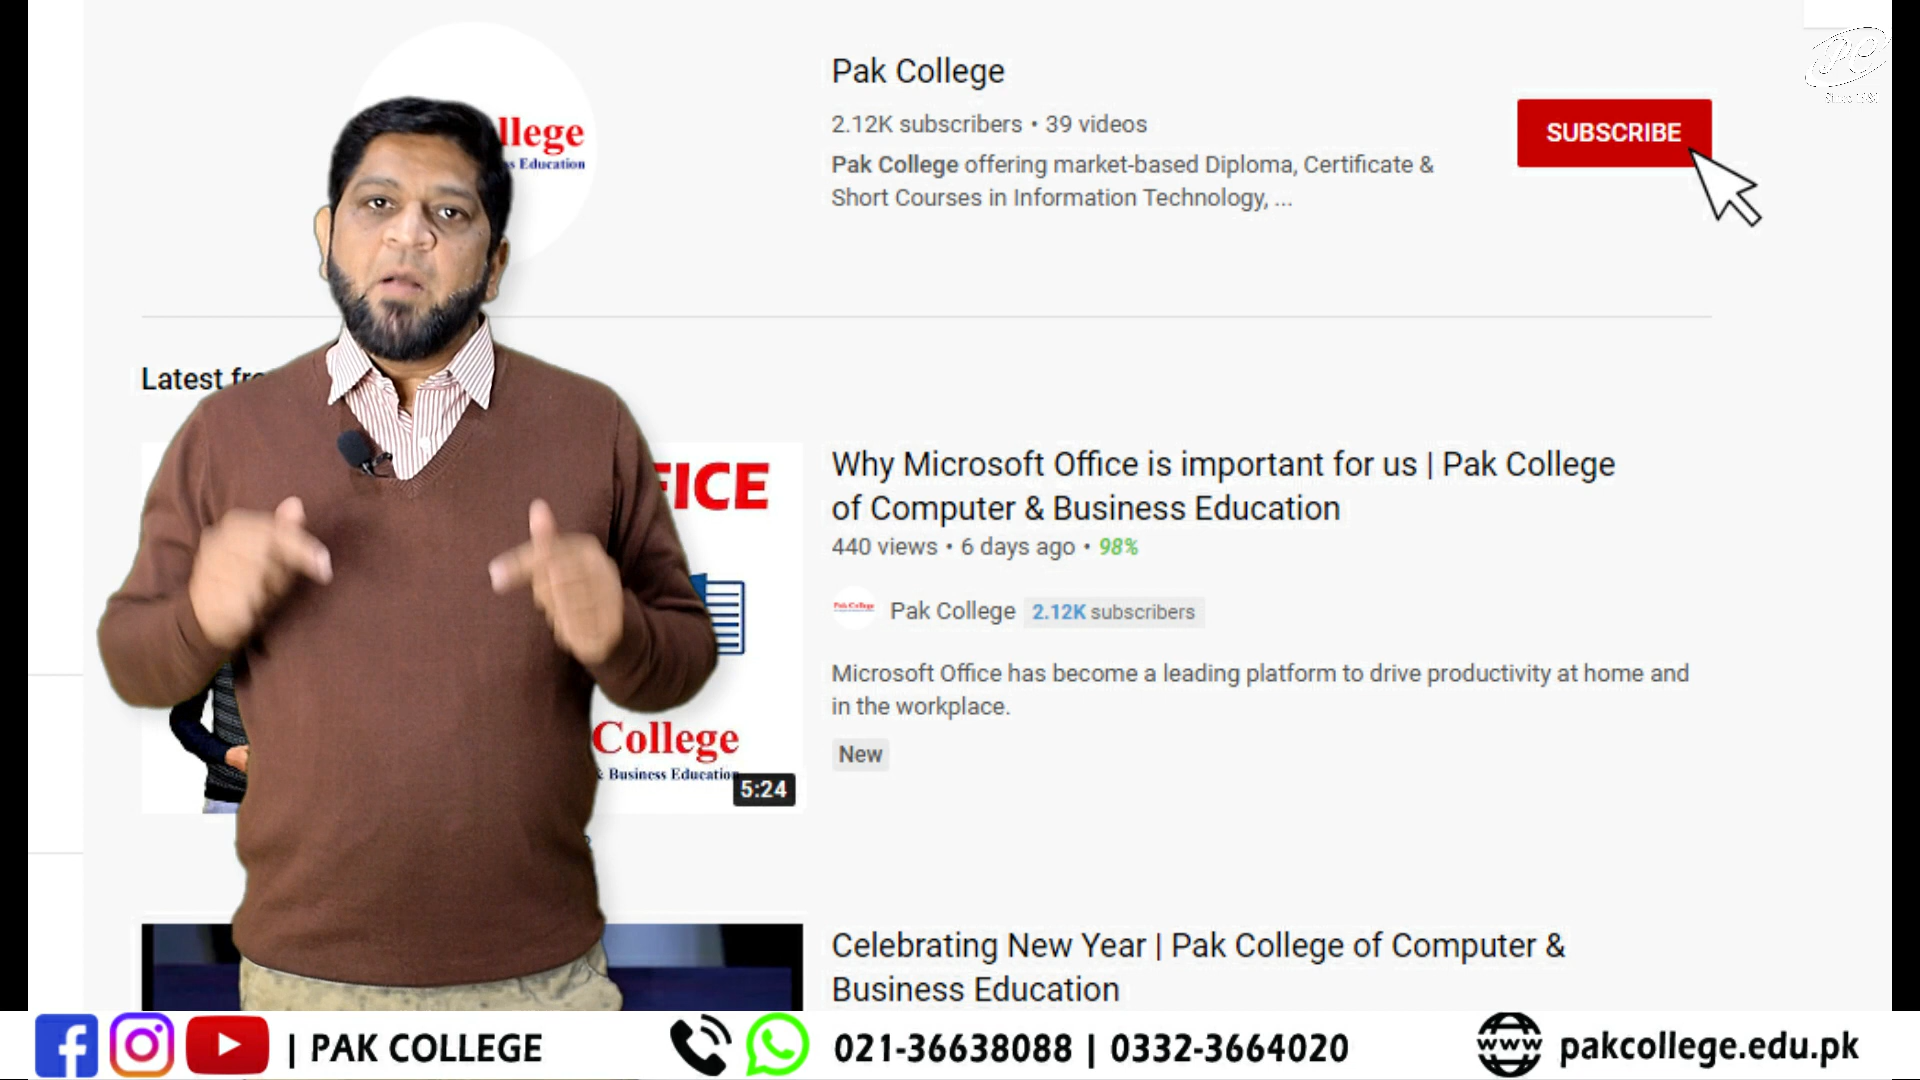 Pak College
2.12K subscribers • 39 videos
Pak College offering market-based Diploma, Certificate &
Short Courses in Information Technology, ...
SUBSCRIBE
llege
Education
Latest
Why Microsoft Office is important for us | Pak College
of Computer & Business Education
440 views • 6 days ago • 98%
Pak College
Pak College 2.12K subscribers
Microsoft Office has become a leading platform to drive productivity at home and
in the workplace.
New
FICE
College
& Business Education
5:24
Celebrating New Year | Pak College of Computer &
Business Education
| PAK COLLEGE
021-36638088 | 0332-3664020
www
pakcollege.edu.pk